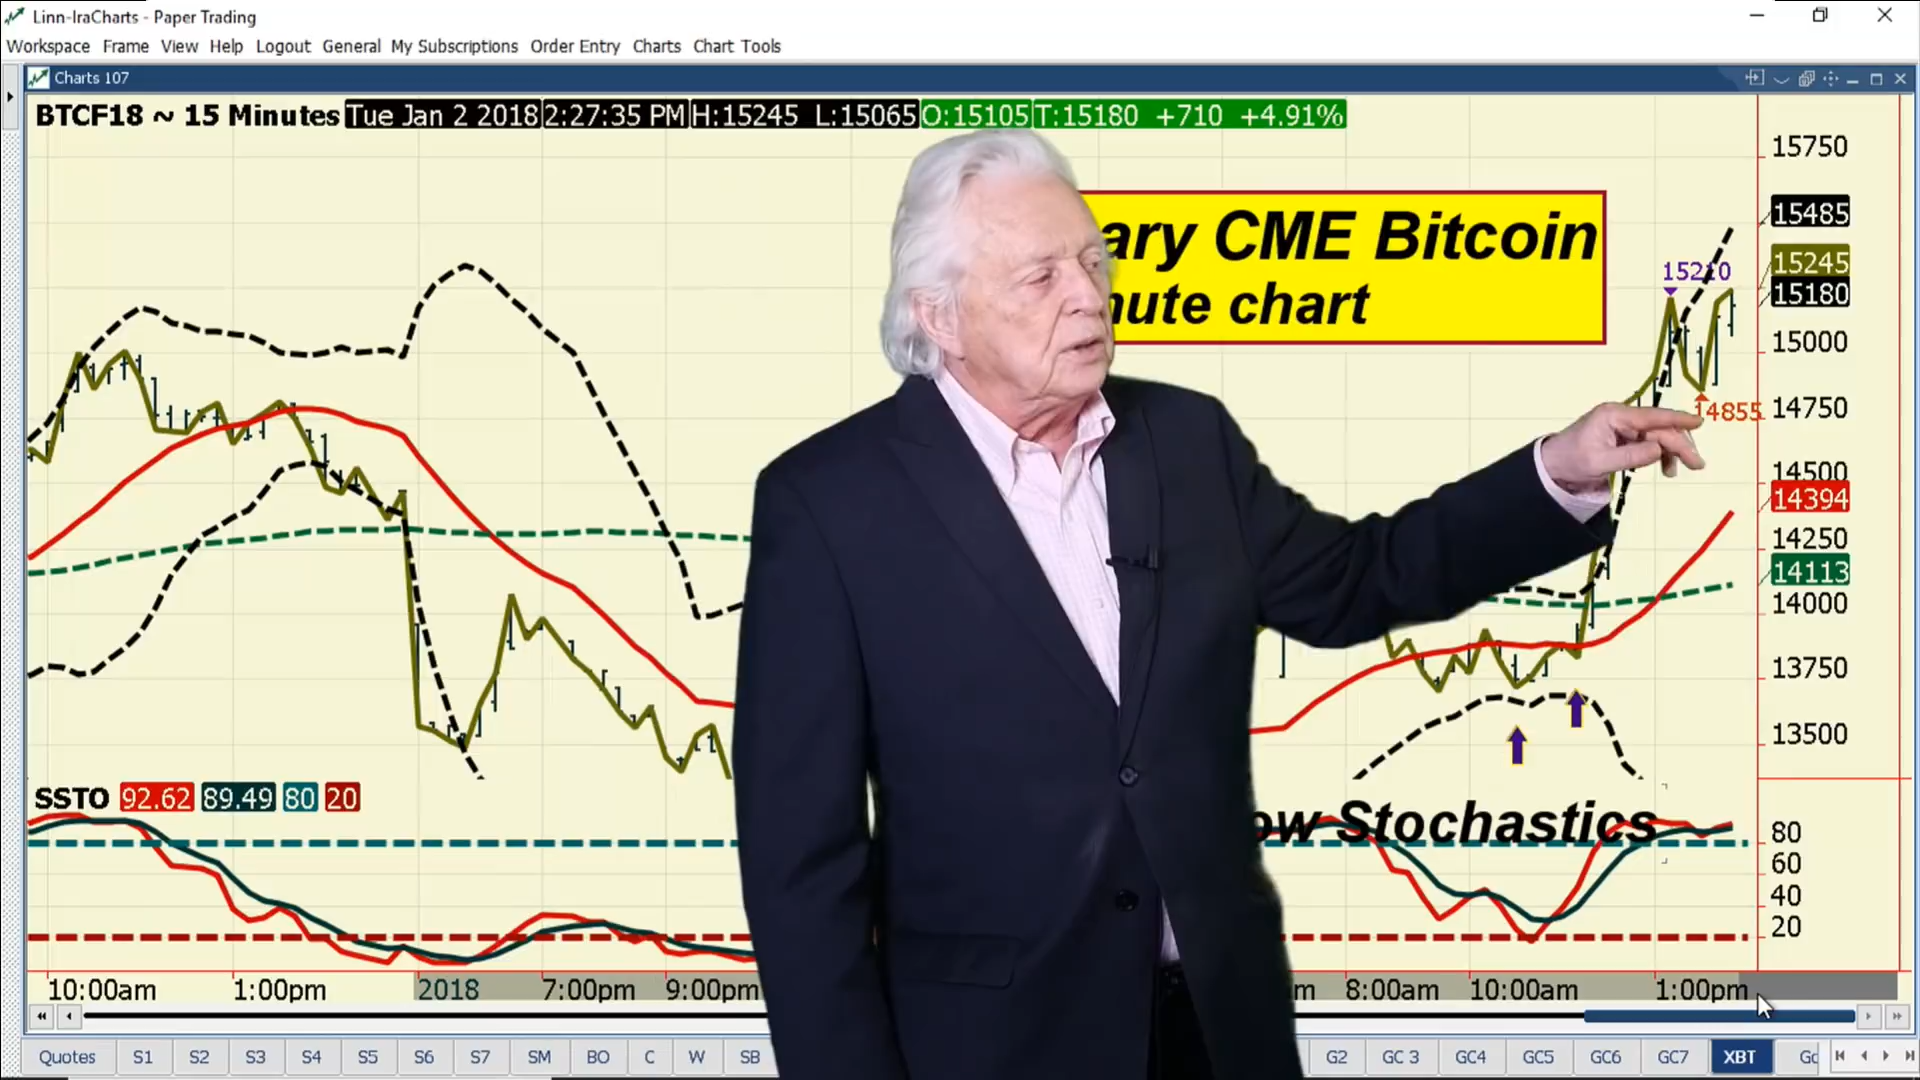 Linn-IraCharts - Paper Trading
Workspace Frame View Help Logout General My Subscriptions Order Entry Charts Chart Tools
Charts 107
BTCF18 ~ 15 Minutes Tue Jan 2 2018 2:27:35 PM H:15245 L:15065 O:15105 T:15180 +710 +4.91%
15750
ary CME Bitcoin
15485
15245
15210
15180
nute chart
15000
14750
14855
14500
14394
14250
14113
14000
13750
13500
SSTO 92.62 89.49 80 20
ow Stochastics
80
60
40
20
10:00am 1:00pm 2018 7:00pm 9:00pm m 8:00am 10:00am 1:00pm
Quotes S1 S2 S3 S4 S5 S6 S7 SM BO C W SB G2 GC 3 GC4 GC5 GC6 GC7 XBT Gc